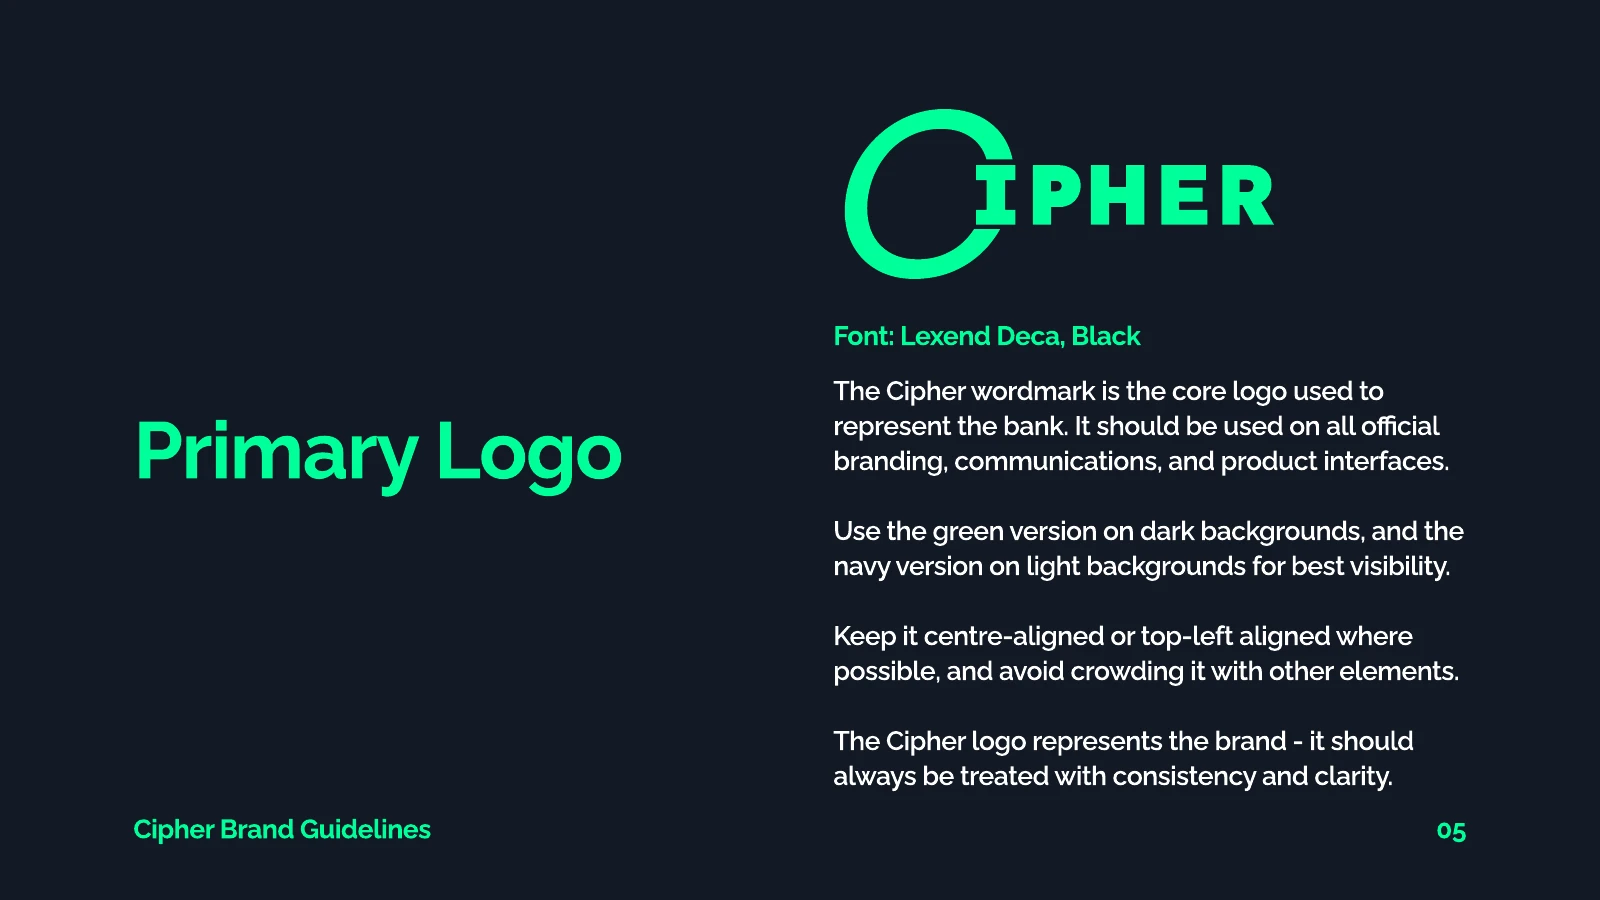 CIPHER
Font: Lexend Deca, Black
The Cipher wordmark is the core logo used to
represent the bank. It should be used on all official
branding, communications, and product interfaces.
Use the green version on dark backgrounds, and the
navy version on light backgrounds for best visibility.
Keep it centre-aligned or top-left aligned where
possible, and avoid crowding it with other elements.
The Cipher logo represents the brand - it should
always be treated with consistency and clarity.
Primary Logo
Cipher Brand Guidelines
05